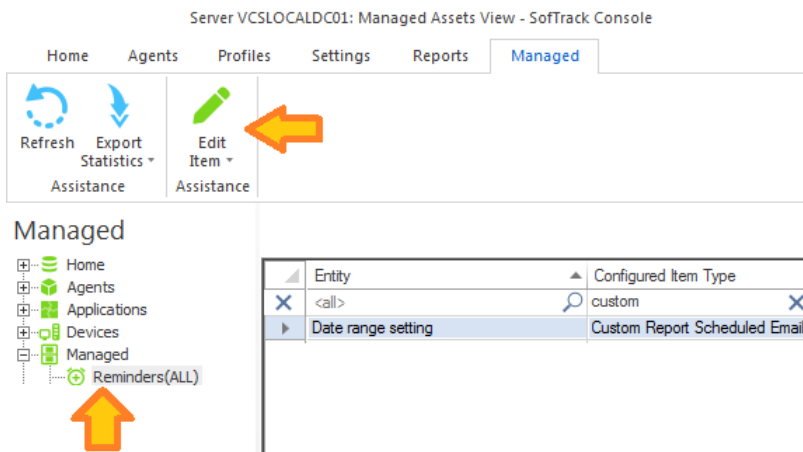 Server VCSLOCALDC01: Managed Assets View - SofTrack Console
Home Agents Profiles Settings Reports Managed
Refresh Export Statistics Edit Item
Assistance Assistance
Managed
Home
Agents
Applications
Devices
Managed
Reminders(ALL)
Entity Configured Item Type
<all> custom
Date range setting Custom Report Scheduled Email